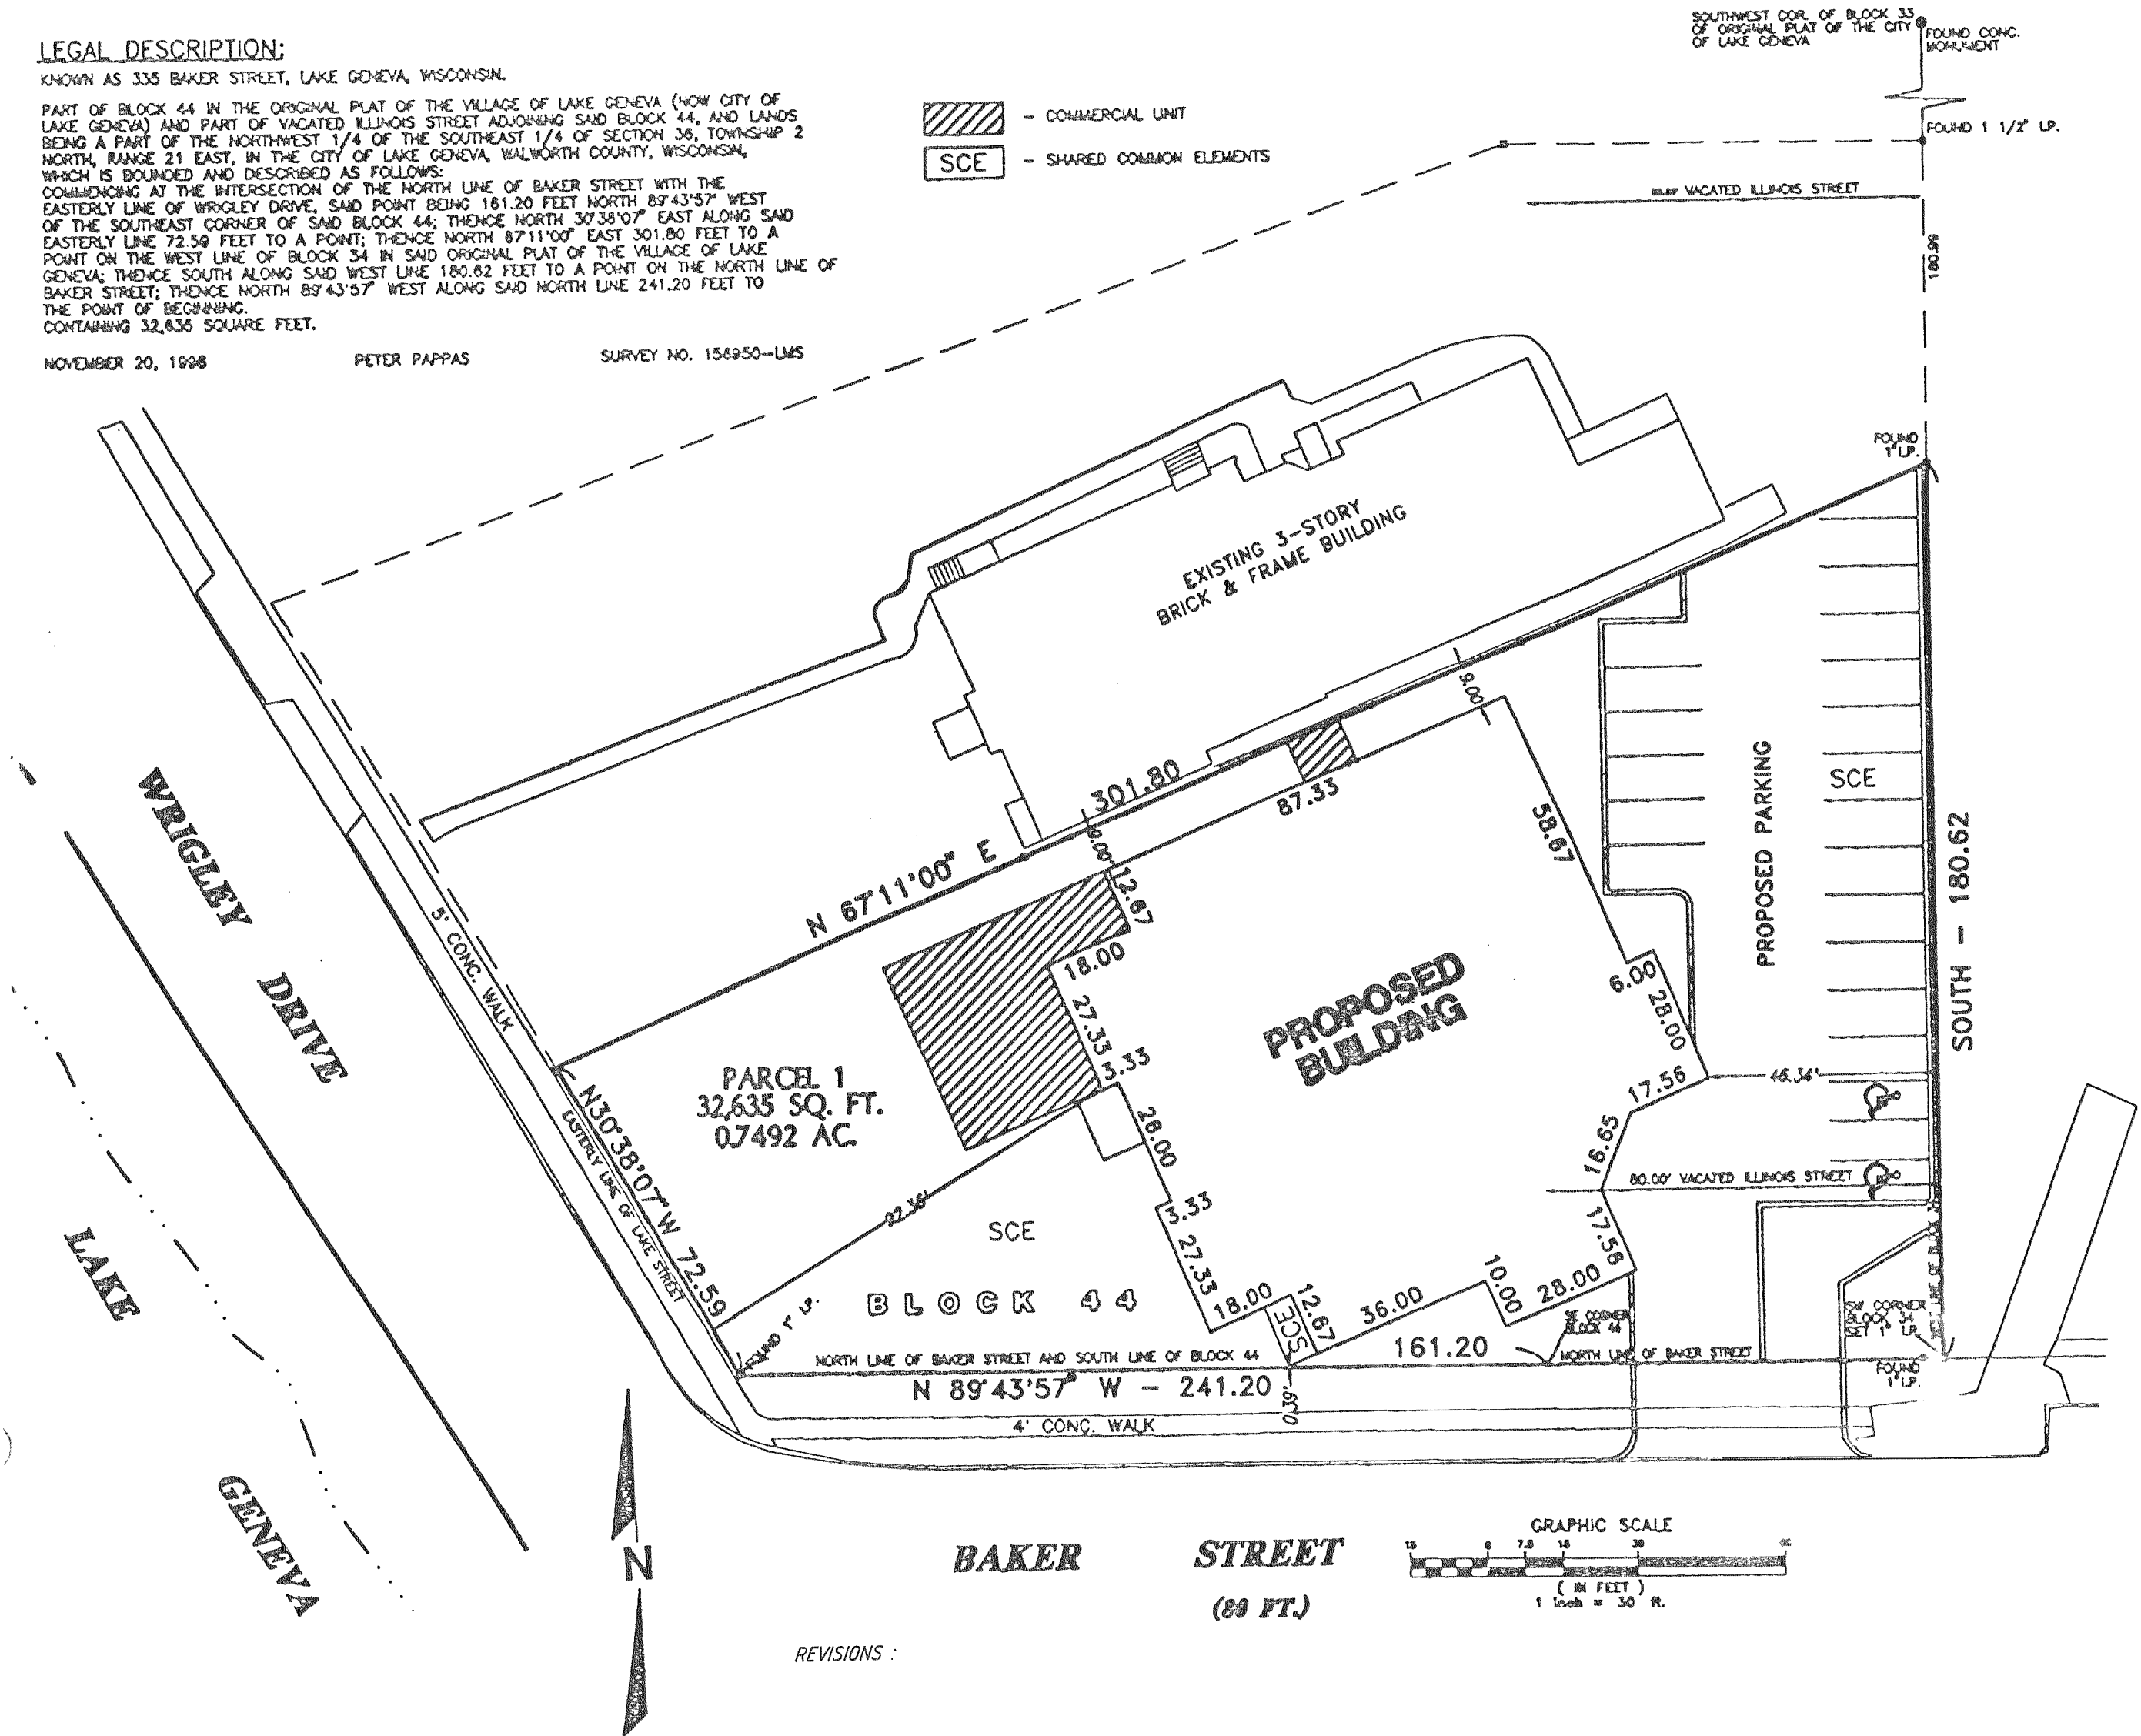 LEGAL DESCRIPTION:
KNOWN AS 335 BAKER STREET, LAKE GENEVA, WISCONSIN.
PART OF BLOCK 44 IN THE ORIGINAL PLAT OF THE VILLAGE OF LAKE GENEVA (NOW CITY OF
LAKE GENEVA) AND PART OF VACATED ILLINOIS STREET ADJOINING SAID BLOCK 44, AND LANDS
BEING A PART OF THE NORTHWEST 1/4 OF THE SOUTHEAST 1/4 OF SECTION 36, TOWNSHIP 2
NORTH, RANGE 21 EAST, IN THE CITY OF LAKE GENEVA, WALWORTH COUNTY, WISCONSIN,
WHICH IS BOUNDED AND DESCRIBED AS FOLLOWS:
COMMENCING AT THE INTERSECTION OF THE NORTH LINE OF BAKER STREET WITH THE
EASTERLY LINE OF WRIGLEY DRIVE, SAID POINT BEING 161.20 FEET NORTH 89°43'57" WEST
OF THE SOUTHEAST CORNER OF SAID BLOCK 44; THENCE NORTH 30°38'07" EAST ALONG SAID
EASTERLY LINE 72.59 FEET TO A POINT; THENCE NORTH 67°11'00" EAST 301.80 FEET TO A
POINT ON THE WEST LINE OF BLOCK 34 IN SAID ORIGINAL PLAT OF THE VILLAGE OF LAKE
GENEVA; THENCE SOUTH ALONG SAID WEST LINE 180.62 FEET TO A POINT ON THE NORTH LINE OF
BAKER STREET; THENCE NORTH 89°43'57" WEST ALONG SAID NORTH LINE 241.20 FEET TO
THE POINT OF BEGINNING.
CONTAINING 32,635 SQUARE FEET.
NOVEMBER 20, 1996 PETER PAPPAS SURVEY NO. 156950-LMS
- COMMERCIAL UNIT
SCE - SHARED COMMON ELEMENTS
SOUTHWEST COR. OF BLOCK 33
OF ORIGINAL PLAT OF THE CITY
OF LAKE GENEVA
FOUND CONC.
MONUMENT
FOUND 1 1/2" I.P.
VACATED ILLINOIS STREET
180.99
FOUND
1" I.P.
EXISTING 3-STORY
BRICK & FRAME BUILDING
9.00'
301.80
87.33
N 67°11'00" E
9.00'
12.67
18.00
27.33
3.33
58.67
6.00
28.00
17.56
46.34'
16.65
PROPOSED PARKING
SCE
SOUTH - 180.62
PROPOSED
BUILDING
PARCEL 1
32,635 SQ. FT.
0.7492 AC.
WRIGLEY DRIVE
5' CONC. WALK
N30°38'07"W 72.59
EASTERLY LINE OF LAKE STREET
92.36'
26.00
SCE
3.33
27.33
80.00' VACATED ILLINOIS STREET
17.58
BLOCK 44
18.00
12.67
SCE
36.00
10.00
28.00
SE CORNER
BLOCK 44
SW CORNER
BLOCK 34
SET 1" I.P.
WEST LINE OF BLOCK
FOUND 1" I.P.
NORTH LINE OF BAKER STREET AND SOUTH LINE OF BLOCK 44
161.20
NORTH LINE OF BAKER STREET
FOUND
1" I.P.
N 89°43'57" W - 241.20
0.39'
4' CONC. WALK
LAKE GENEVA
N
BAKER STREET
(80 FT.)
GRAPHIC SCALE
15 0 7.5 15 30
( IN FEET )
1 inch = 30 ft.
REVISIONS :